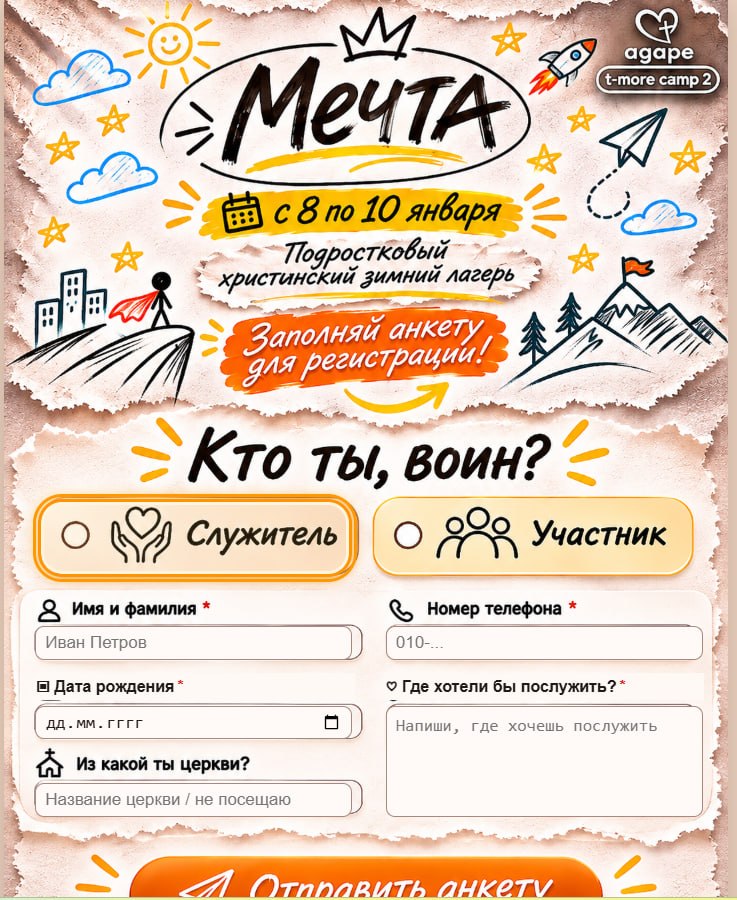 agape
t-more camp 2
Мечта
с 8 по 10 января
Подростковый
христинский зимний лагерь
Заполняй анкету
для регистрации!
Кто ты, воин?
Служитель
Участник
Имя и фамилия *
Иван Петров
Номер телефона *
010-...
Дата рождения *
дд.мм.гггг
Где хотели бы послужить? *
Напиши, где хочешь послужить
Из какой ты церкви?
Название церкви / не посещаю
Отправить анкету